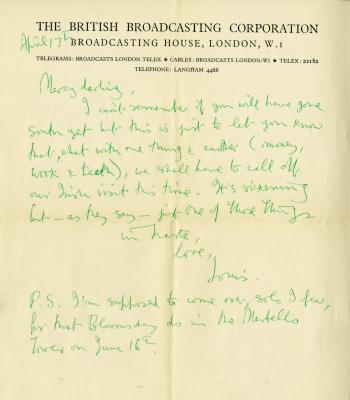 THE BRITISH BROADCASTING CORPORATION
April 17th
BROADCASTING HOUSE, LONDON, W.1
TELEGRAMS: BROADCASTS LONDON TELEX ★ CABLES: BROADCASTS LONDON-W1 ★ TELEX: 22182
TELEPHONE: LANGHAM 4468
Mercy darling,
I can't remember if you will have gone
South yet but this is just to let you know
that, what with one thing & another (money,
work & teeth), we shall have to call off
our Irish visit this time. It's sickening
but – as they say – just one of those things.
in haste,
love,
Louis.
P.S. I'm supposed to come over, solo I fear,
for that Bloomsday do in the Martello
Tower on June 16th.